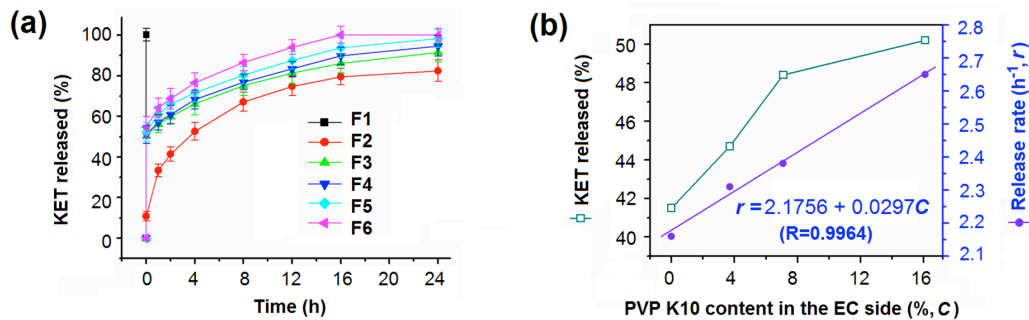 (a)
KET released (%)
100
80
60
40
20
0
F1
F2
F3
F4
F5
F6
0 4 8 12 16 20 24
Time (h)
(b)
KET released (%)
50
48
46
44
42
40
2.8
2.7
2.6
2.5
2.4
2.3
2.2
2.1
Release rate (h⁻¹, r)
r = 2.1756 + 0.0297C
(R=0.9964)
0 4 8 12 16
PVP K10 content in the EC side (%, C)